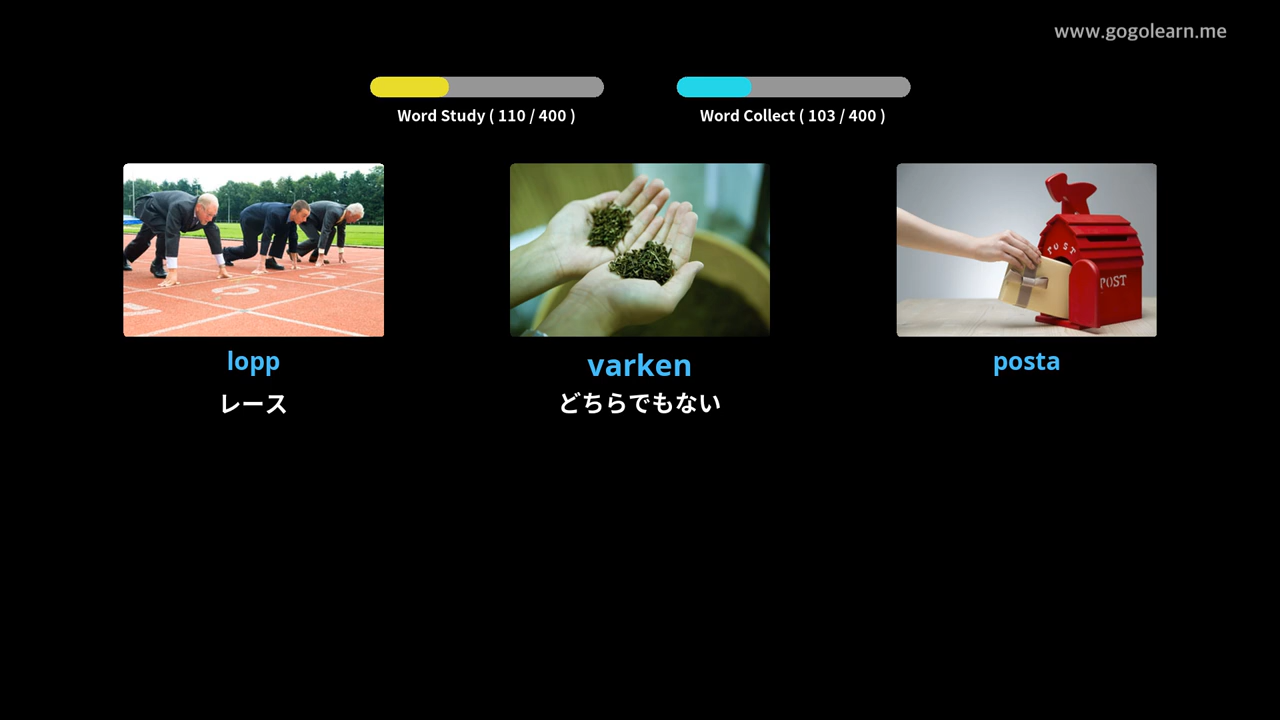 www.gogolearn.me
Word Study ( 110 / 400 )
Word Collect ( 103 / 400 )
POST
POST
lopp
varken
posta
レース
どちらでもない